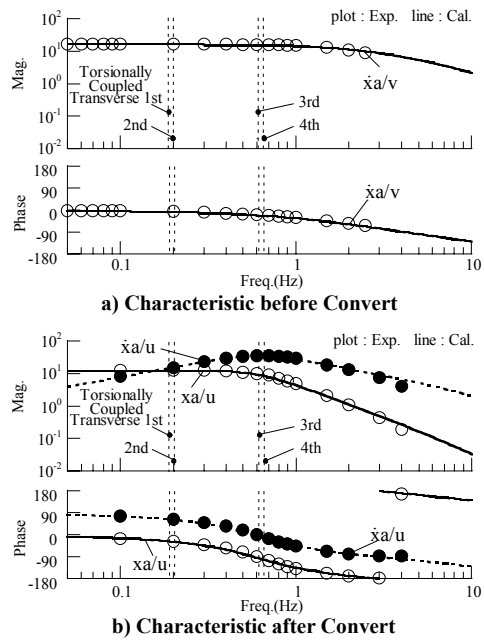 plot : Exp. line : Cal.
10²
10¹
10⁰
10⁻¹
10⁻²
Mag.
Torsionally
Coupled
Transverse 1st
2nd
3rd
4th
ẋa/v
180
90
0
-90
-180
Phase
ẋa/v
0.1 1 10
Freq.(Hz)
a) Characteristic before Convert
plot : Exp. line : Cal.
10²
10¹
10⁰
10⁻¹
10⁻²
Mag.
ẋa/u
xa/u
Torsionally
Coupled
Transverse 1st
2nd
3rd
4th
180
90
0
-90
-180
Phase
xa/u
ẋa/u
0.1 1 10
Freq.(Hz)
b) Characteristic after Convert